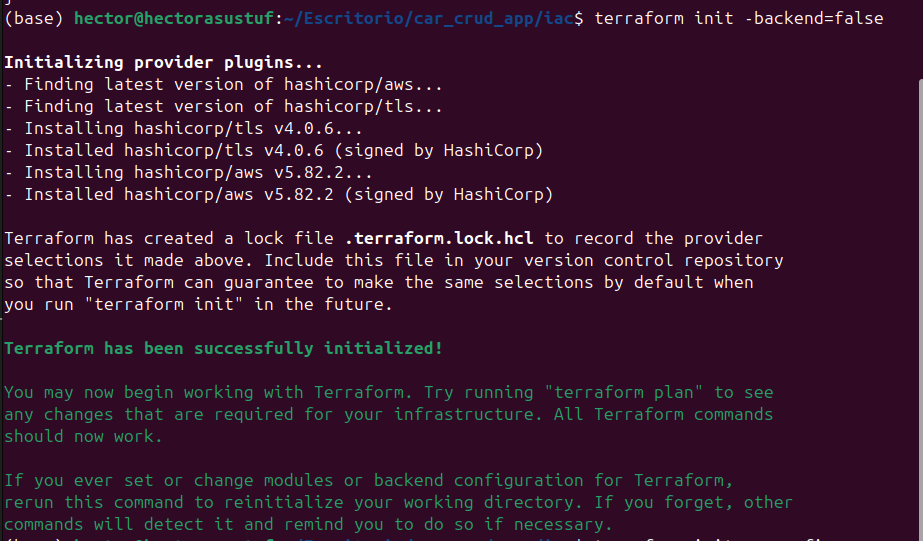 (base) hector@hectorasustuf:~/Escritorio/car_crud_app/iac$ terraform init -backend=false
Initializing provider plugins...
- Finding latest version of hashicorp/aws...
- Finding latest version of hashicorp/tls...
- Installing hashicorp/tls v4.0.6...
- Installed hashicorp/tls v4.0.6 (signed by HashiCorp)
- Installing hashicorp/aws v5.82.2...
- Installed hashicorp/aws v5.82.2 (signed by HashiCorp)
Terraform has created a lock file .terraform.lock.hcl to record the provider
selections it made above. Include this file in your version control repository
so that Terraform can guarantee to make the same selections by default when
you run "terraform init" in the future.
Terraform has been successfully initialized!
You may now begin working with Terraform. Try running "terraform plan" to see
any changes that are required for your infrastructure. All Terraform commands
should now work.
If you ever set or change modules or backend configuration for Terraform,
rerun this command to reinitialize your working directory. If you forget, other
commands will detect it and remind you to do so if necessary.